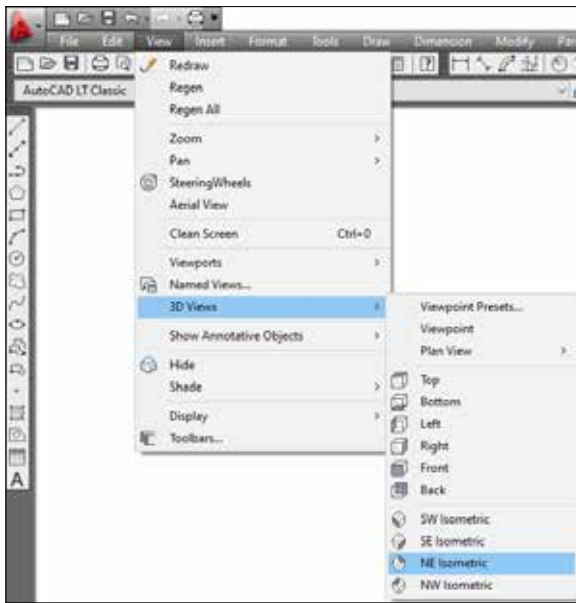 File Edit View Insert Format Tools Draw Dimension Modify Par
AutoCAD LT Classic
Redraw
Regen
Regen All
Zoom
Pan
SteeringWheels
Aerial View
Clean Screen Ctrl+0
Viewports
Named Views...
3D Views
Show Annotative Objects
Hide
Shade
Display
Toolbars...
Viewpoint Presets...
Viewpoint
Plan View
Top
Bottom
Left
Right
Front
Back
SW Isometric
SE Isometric
NE Isometric
NW Isometric
A